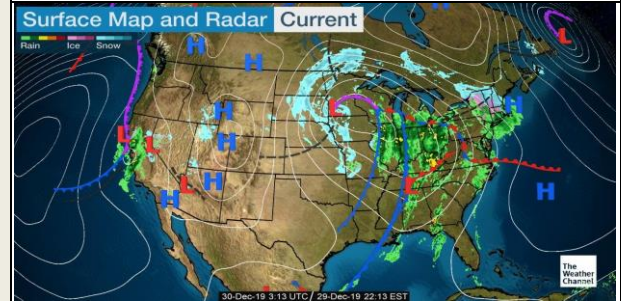 Surface Map and Radar Current
Rain Ice Snow
H
H
L
H
L
L
H
L
H
H
L
H
L
H
H
The
Weather
Channel
30-Dec-19 3:13 UTC / 29-Dec-19 22:13 EST